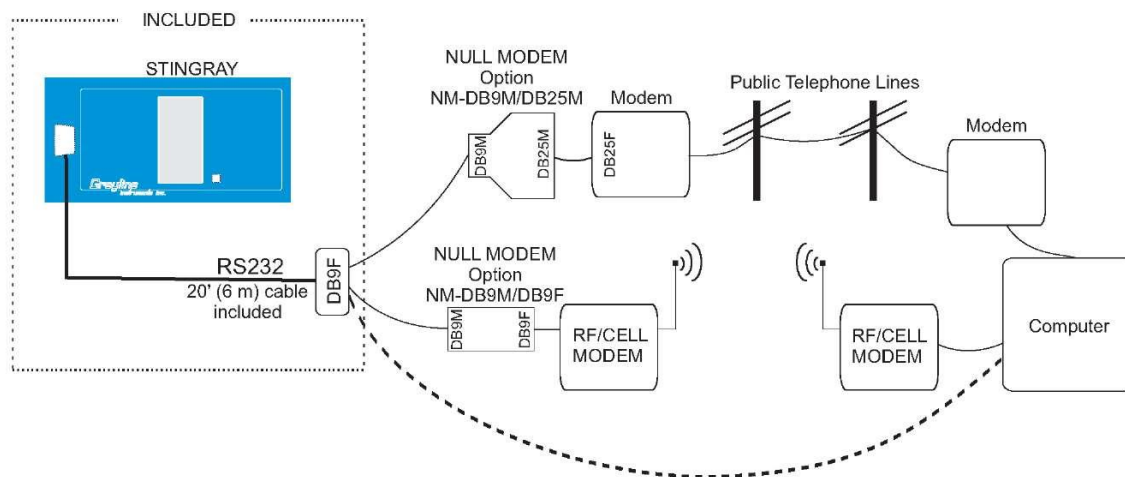 INCLUDED
STINGRAY
Greyline
Instruments Inc.
RS232
20' (6 m) cable
included
DB9F
NULL MODEM
Option
NM-DB9M/DB25M
DB9M
DB25M
Modem
DB25F
Public Telephone Lines
Modem
NULL MODEM
Option
NM-DB9M/DB9F
DB9M
DB9F
RF/CELL
MODEM
RF/CELL
MODEM
Computer